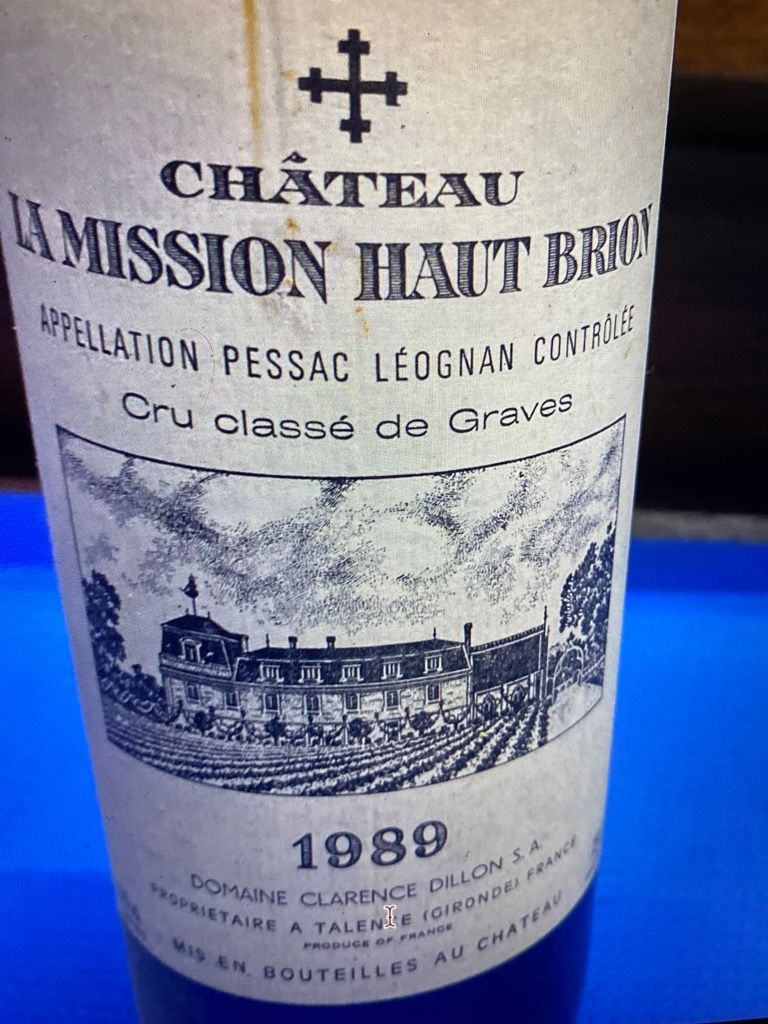 CHÂTEAU
LA MISSION HAUT BRION
APPELLATION PESSAC LÉOGNAN CONTRÔLÉE
Cru classé de Graves
1989
DOMAINE CLARENCE DILLON S.A.
PROPRIETAIRE A TALENCE (GIRONDE) FRANCE
PRODUCE OF FRANCE
MIS EN BOUTEILLES AU CHATEAU